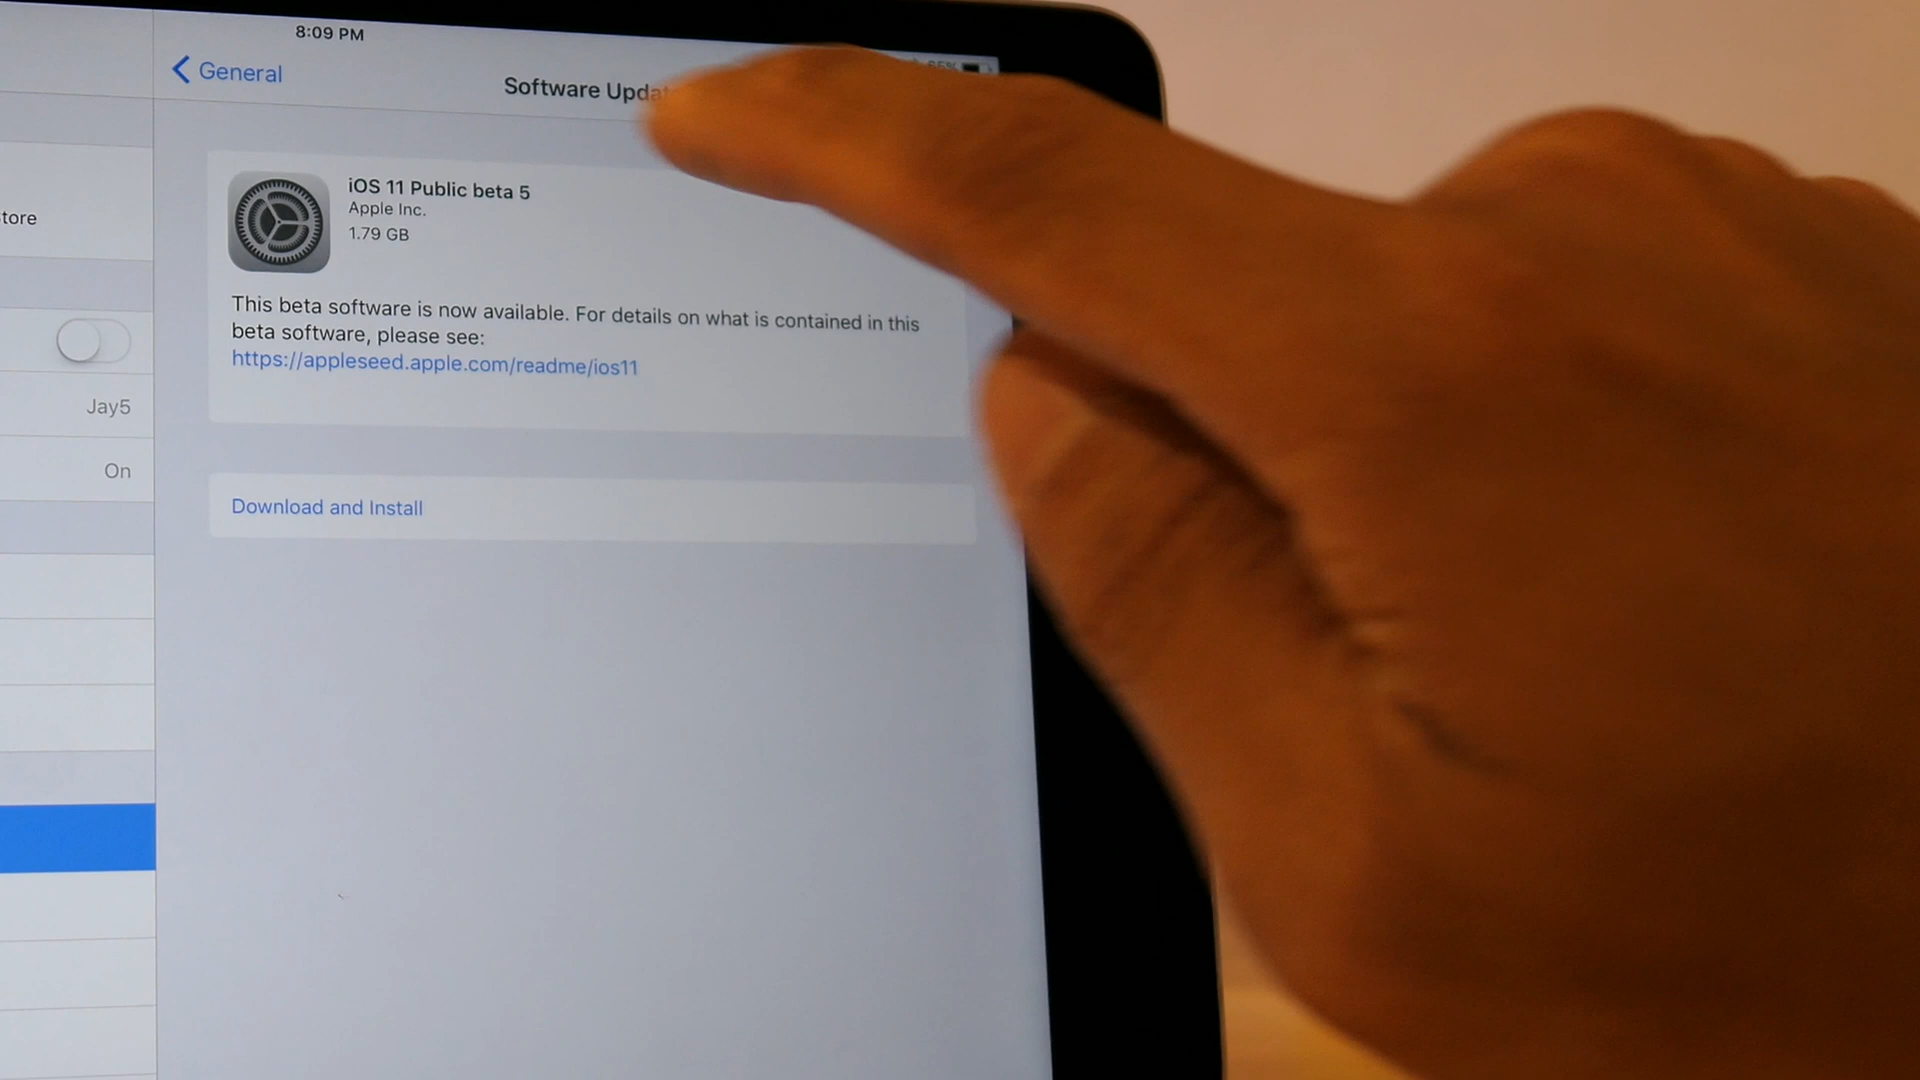 8:09 PM
65%
General
Software Updat
tore
iOS 11 Public beta 5
Apple Inc.
1.79 GB
This beta software is now available. For details on what is contained in this
beta software, please see:
https://appleseed.apple.com/readme/ios11
Jay5
On
Download and Install